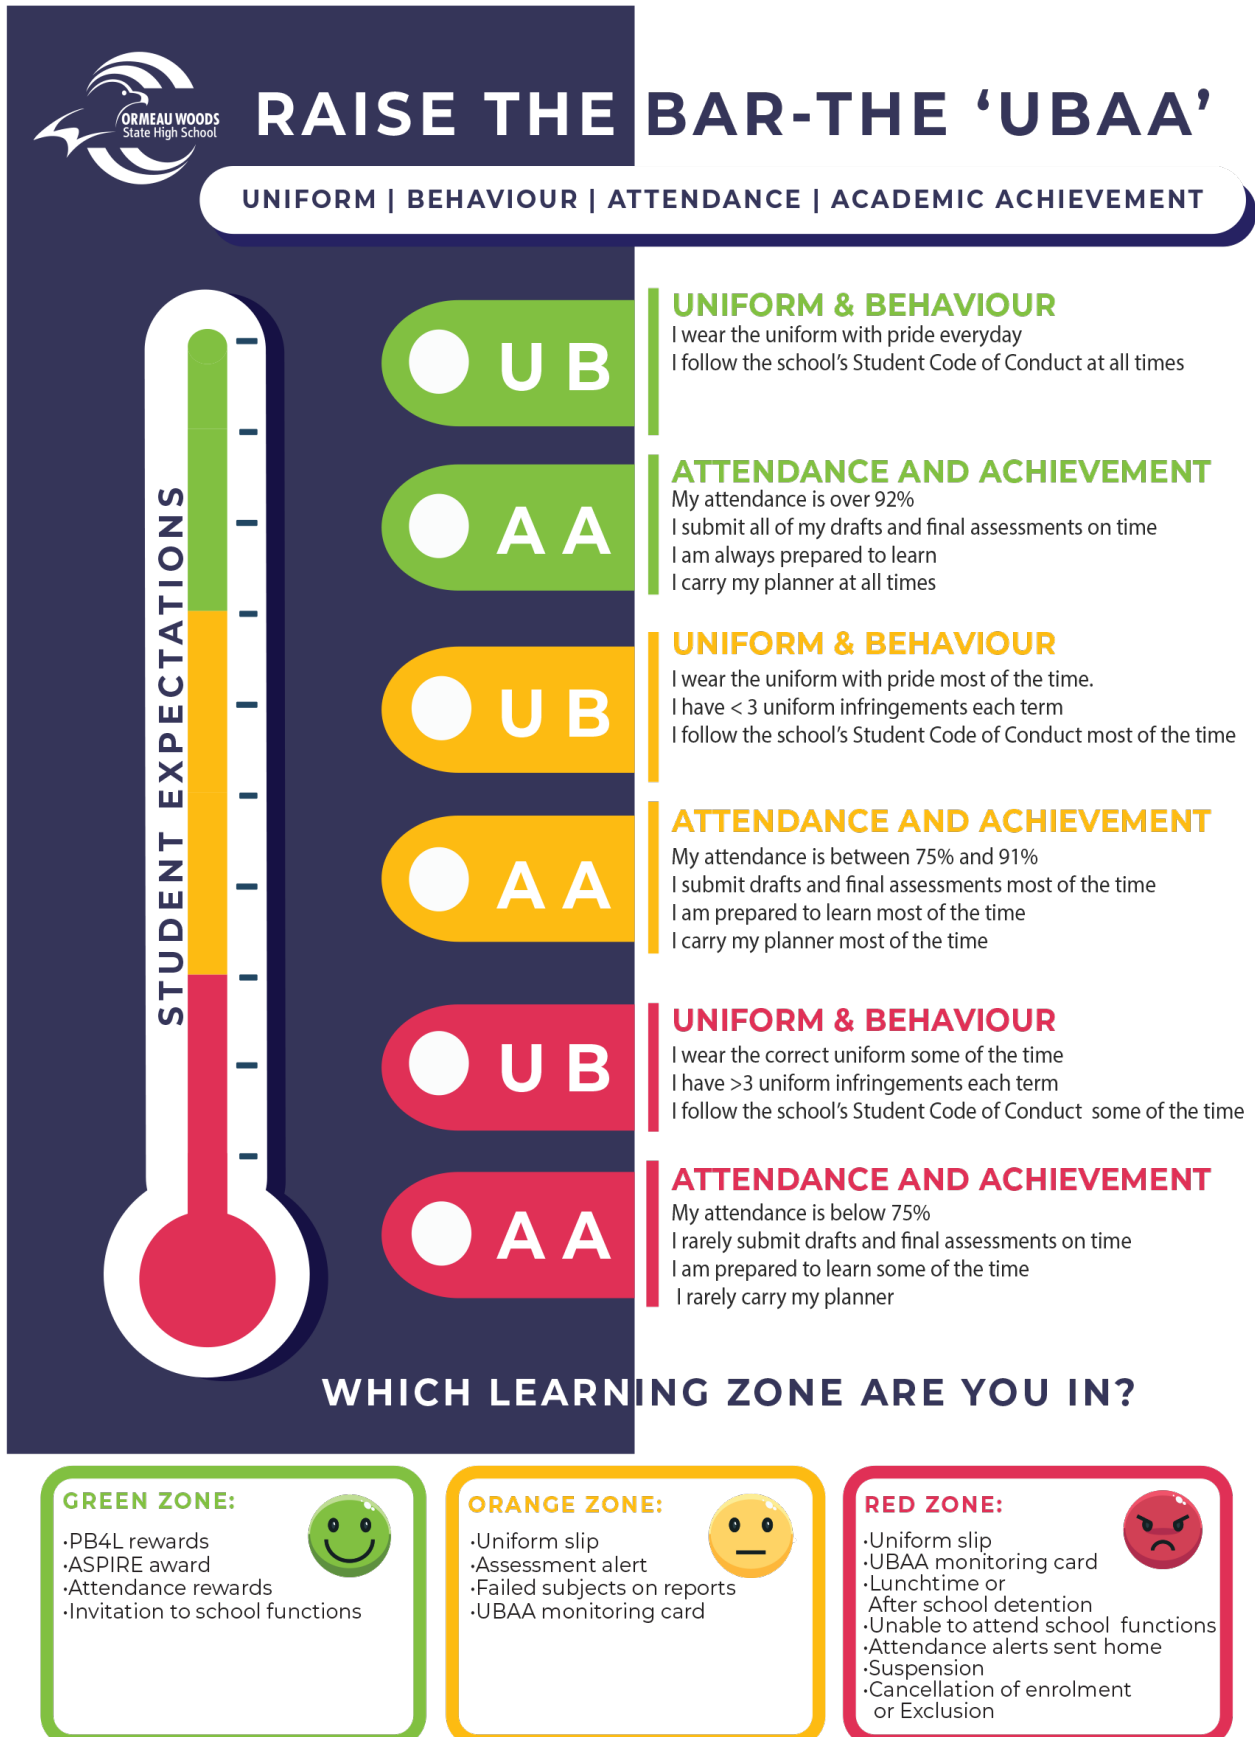 ORMEAU WOODS
State High School
RAISE THE BAR-THE ‘UBAA’
UNIFORM | BEHAVIOUR | ATTENDANCE | ACADEMIC ACHIEVEMENT
STUDENT EXPECTATIONS
U B
UNIFORM & BEHAVIOUR
I wear the uniform with pride everyday
I follow the school’s Student Code of Conduct at all times
A A
ATTENDANCE AND ACHIEVEMENT
My attendance is over 92%
I submit all of my drafts and final assessments on time
I am always prepared to learn
I carry my planner at all times
U B
UNIFORM & BEHAVIOUR
I wear the uniform with pride most of the time.
I have < 3 uniform infringements each term
I follow the school’s Student Code of Conduct most of the time
A A
ATTENDANCE AND ACHIEVEMENT
My attendance is between 75% and 91%
I submit drafts and final assessments most of the time
I am prepared to learn most of the time
I carry my planner most of the time
U B
UNIFORM & BEHAVIOUR
I wear the correct uniform some of the time
I have >3 uniform infringements each term
I follow the school’s Student Code of Conduct some of the time
A A
ATTENDANCE AND ACHIEVEMENT
My attendance is below 75%
I rarely submit drafts and final assessments on time
I am prepared to learn some of the time
I rarely carry my planner
WHICH LEARNING ZONE ARE YOU IN?
GREEN ZONE:
·PB4L rewards
·ASPIRE award
·Attendance rewards
·Invitation to school functions
ORANGE ZONE:
·Uniform slip
·Assessment alert
·Failed subjects on reports
·UBAA monitoring card
RED ZONE:
·Uniform slip
·UBAA monitoring card
·Lunchtime or
After school detention
·Unable to attend school functions
·Attendance alerts sent home
·Suspension
·Cancellation of enrolment
or Exclusion